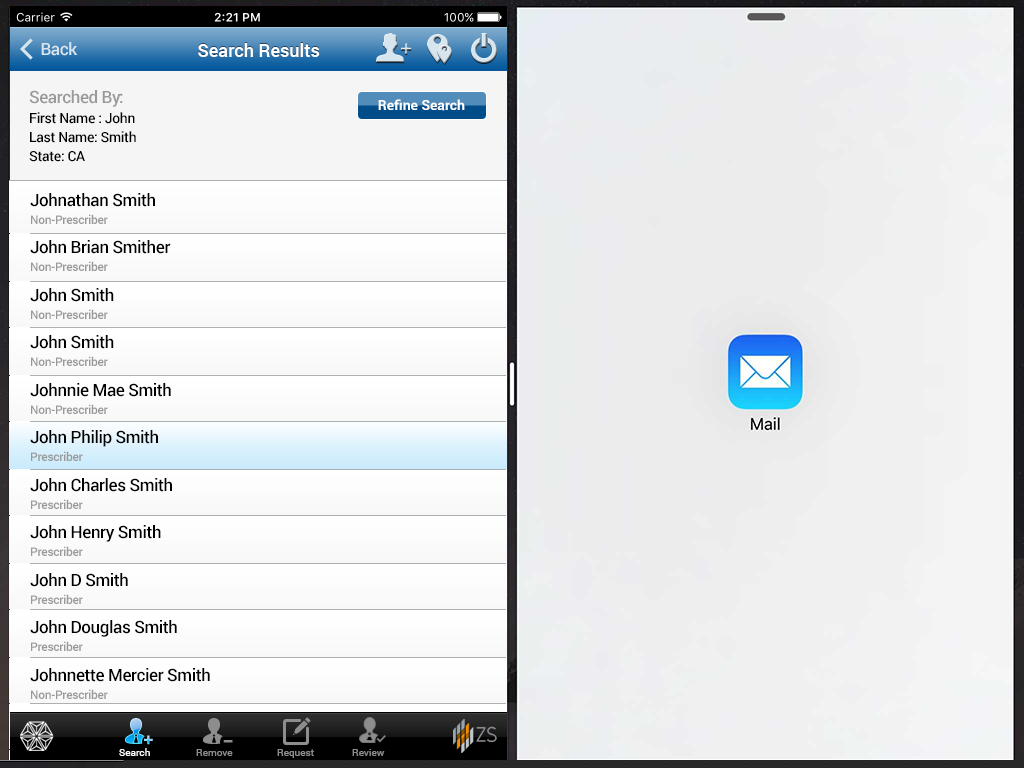 Carrier 2:21 PM 100%
Back Search Results
Searched By:
Refine Search
First Name : John
Last Name: Smith
State: CA
Johnathan Smith
Non-Prescriber
John Brian Smither
Non-Prescriber
John Smith
Non-Prescriber
John Smith
Non-Prescriber
Johnnie Mae Smith
Non-Prescriber
John Philip Smith
Prescriber
John Charles Smith
Prescriber
John Henry Smith
Prescriber
John D Smith
Prescriber
John Douglas Smith
Prescriber
Johnnette Mercier Smith
Non-Prescriber
Search Remove Request Review ZS
Mail